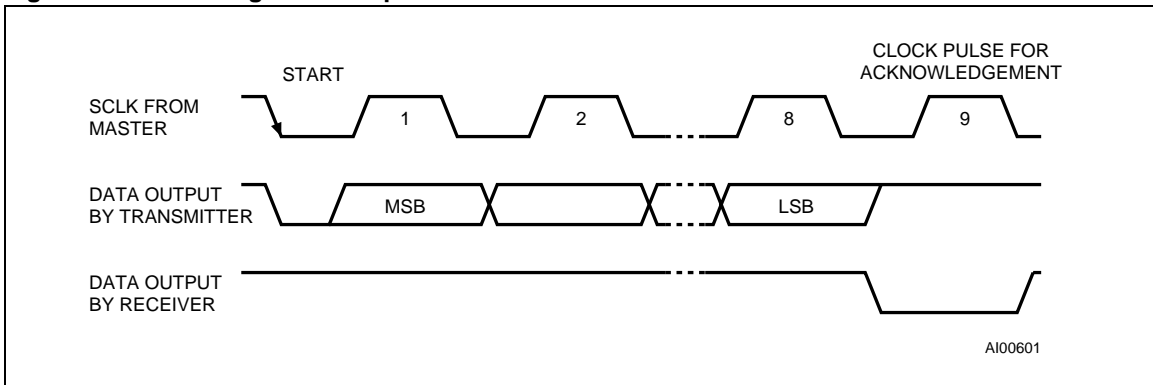 START
CLOCK PULSE FOR
ACKNOWLEDGEMENT
SCLK FROM
MASTER
1
2
8
9
DATA OUTPUT
BY TRANSMITTER
MSB
LSB
DATA OUTPUT
BY RECEIVER
AI00601